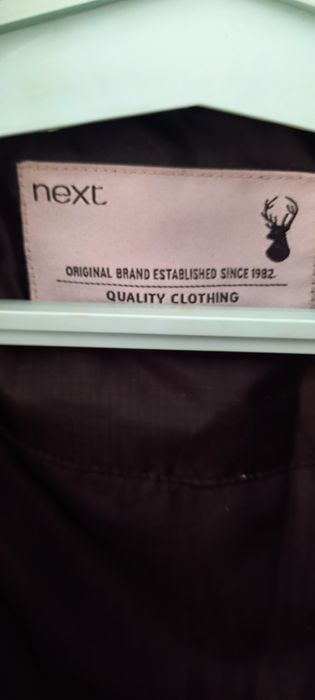 next
ORIGINAL BRAND ESTABLISHED SINCE 1982.
QUALITY CLOTHING